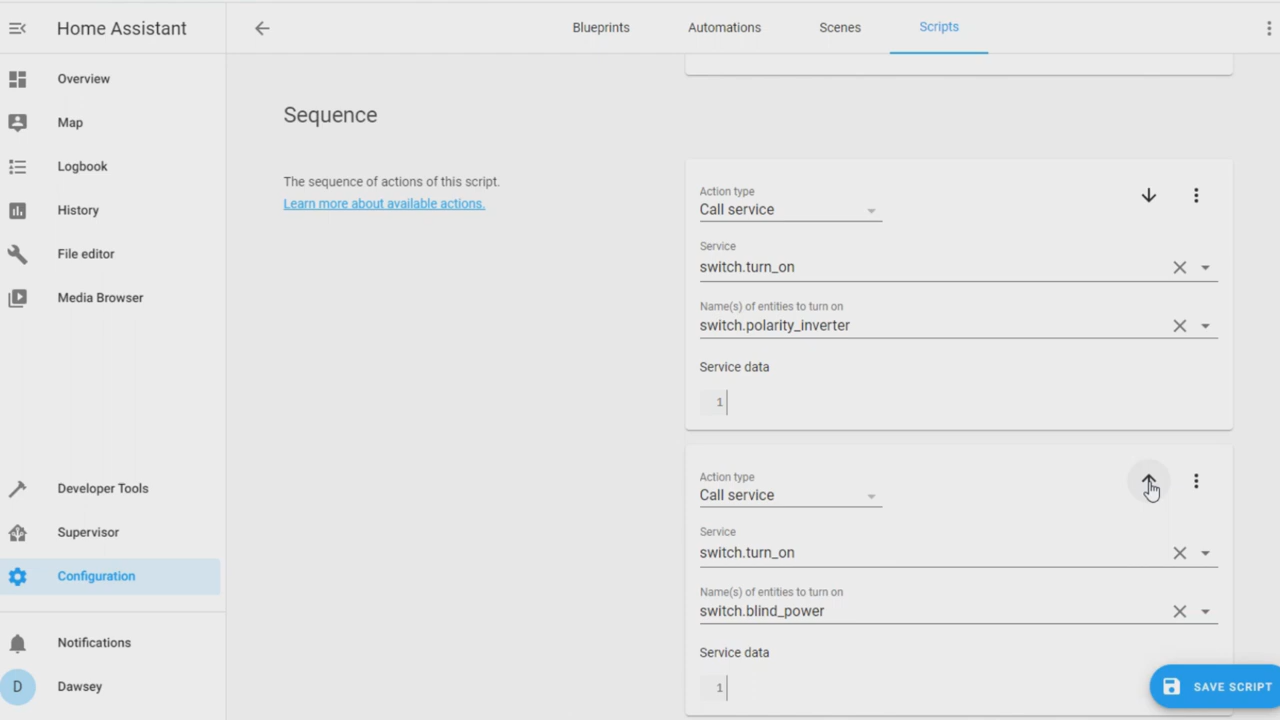 Home Assistant
Blueprints
Automations
Scenes
Scripts
Overview
Map
Logbook
History
File editor
Media Browser
Developer Tools
Supervisor
Configuration
Notifications
D
Dawsey
Sequence
The sequence of actions of this script.
Learn more about available actions.
Action type
Call service
Service
switch.turn_on
Name(s) of entities to turn on
switch.polarity_inverter
Service data
1
Action type
Call service
Service
switch.turn_on
Name(s) of entities to turn on
switch.blind_power
Service data
1
SAVE SCRIPT